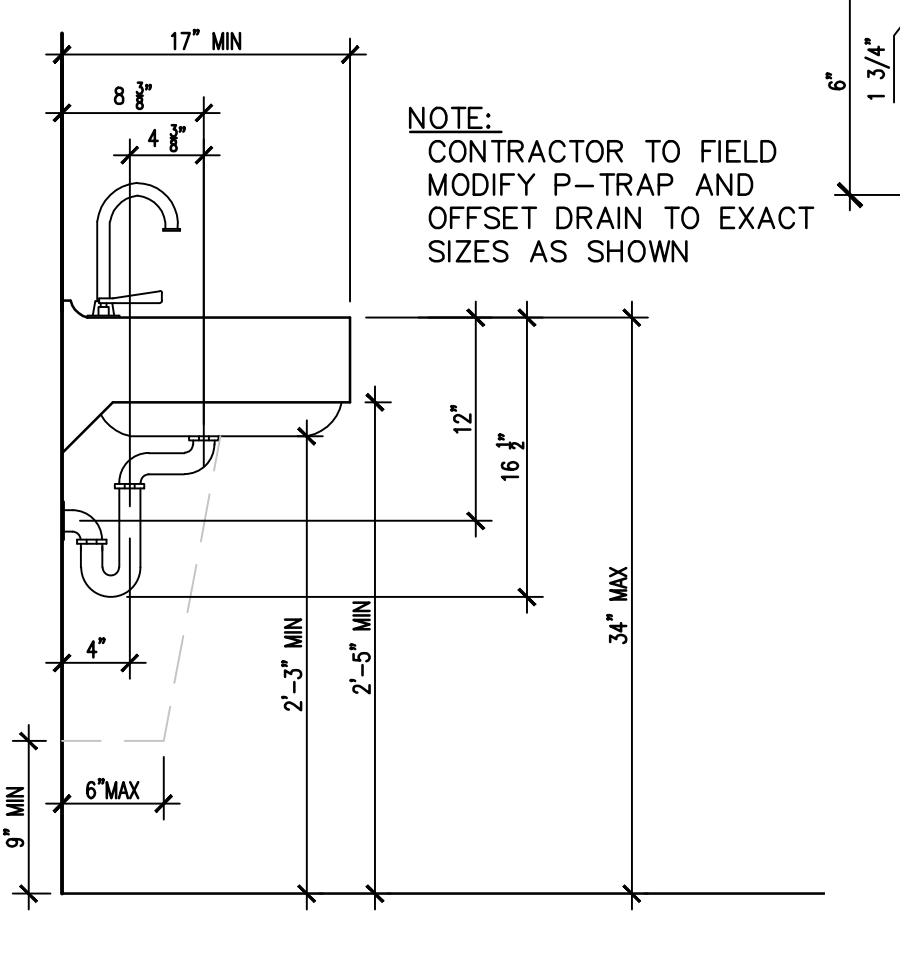 17" MIN
8 3/8"
4 3/8"
NOTE:
CONTRACTOR TO FIELD
MODIFY P-TRAP AND
OFFSET DRAIN TO EXACT
SIZES AS SHOWN
6"
1 3/4"
12"
16 1/2"
34" MAX
2'-3" MIN
2'-5" MIN
4"
6"MAX
9" MIN